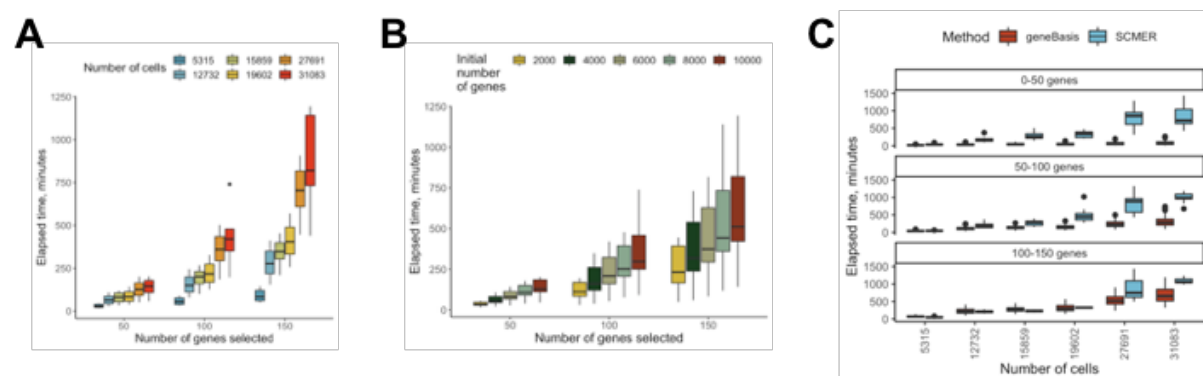 A
Number of cells
5315 15859 27691
12732 19602 31083
1250
1000
750
500
250
0
Elapsed time, minutes
50 100 150
Number of genes selected
B
Initial
number
of genes
2000 4000 6000 8000 10000
1250
1000
750
500
250
0
Elapsed time, minutes
50 100 150
Number of genes selected
C
Method geneBasis SCMER
0-50 genes
1500
1000
500
0
50-100 genes
1500
1000
500
0
100-150 genes
1500
1000
500
0
Elapsed time, minutes
5315 12732 15859 19602 27691 31083
Number of cells